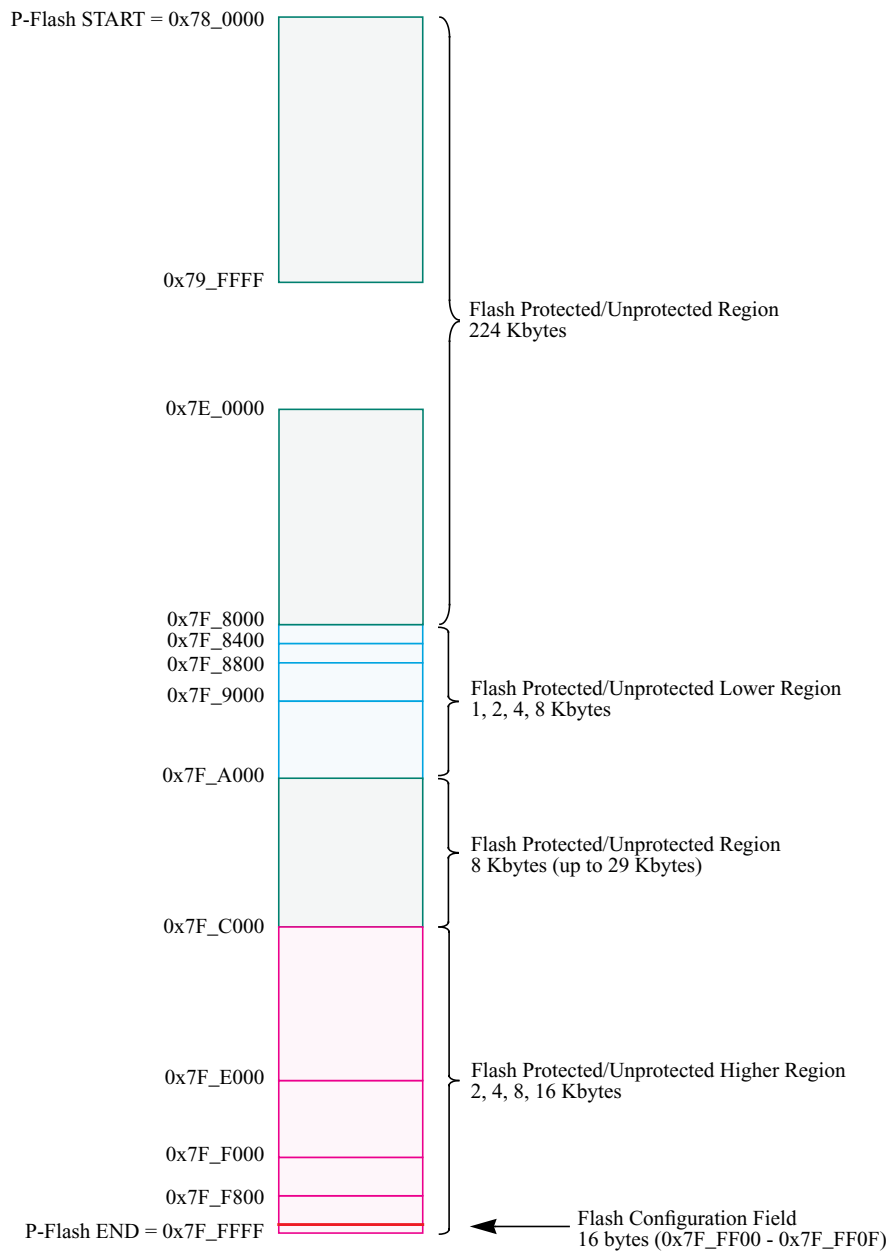 P-Flash START = 0x78_0000
0x79_FFFF
Flash Protected/Unprotected Region
224 Kbytes
0x7E_0000
0x7F_8000
0x7F_8400
0x7F_8800
0x7F_9000
Flash Protected/Unprotected Lower Region
1, 2, 4, 8 Kbytes
0x7F_A000
Flash Protected/Unprotected Region
8 Kbytes (up to 29 Kbytes)
0x7F_C000
0x7F_E000
Flash Protected/Unprotected Higher Region
2, 4, 8, 16 Kbytes
0x7F_F000
0x7F_F800
P-Flash END = 0x7F_FFFF
Flash Configuration Field
16 bytes (0x7F_FF00 - 0x7F_FF0F)